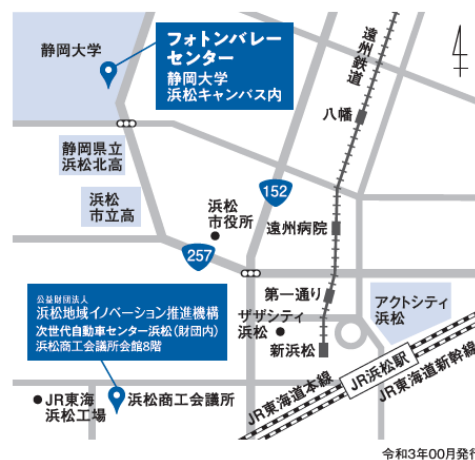 静岡大学
フォトンバレー
センター
静岡大学
浜松キャンパス内
遠州鉄道
八幡
静岡県立
浜松北高
浜松
市立高
152
浜松
市役所
遠州病院
257
公益財団法人
浜松地域イノベーション推進機構
次世代自動車センター浜松(財団内)
浜松商工会議所会館8階
第一通り
アクトシティ
浜松
ザザシティ
浜松
新浜松
JR東海道本線
JR浜松駅
JR東海道新幹線
JR東海
浜松工場
浜松商工会議所
令和3年00月発行